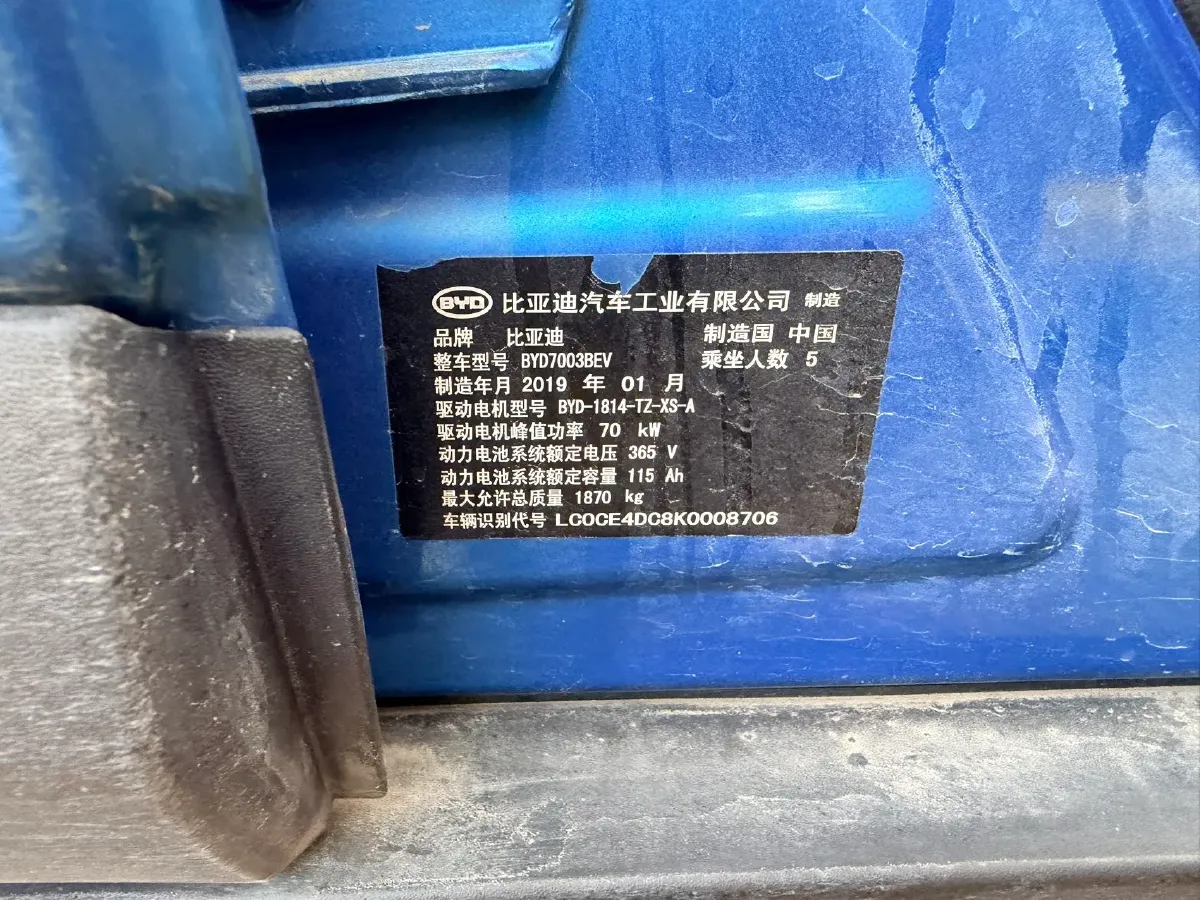 BYD 比亚迪汽车工业有限公司 制造
品牌 比亚迪 制造国 中国
整车型号 BYD7003BEV 乘坐人数 5
制造年月 2019 年 01 月
驱动电机型号 BYD-1814-TZ-XS-A
驱动电机峰值功率 70 kW
动力电池系统额定电压 365 V
动力电池系统额定容量 115 Ah
最大允许总质量 1870 kg
车辆识别代号 LC0CE4DC8K0008706